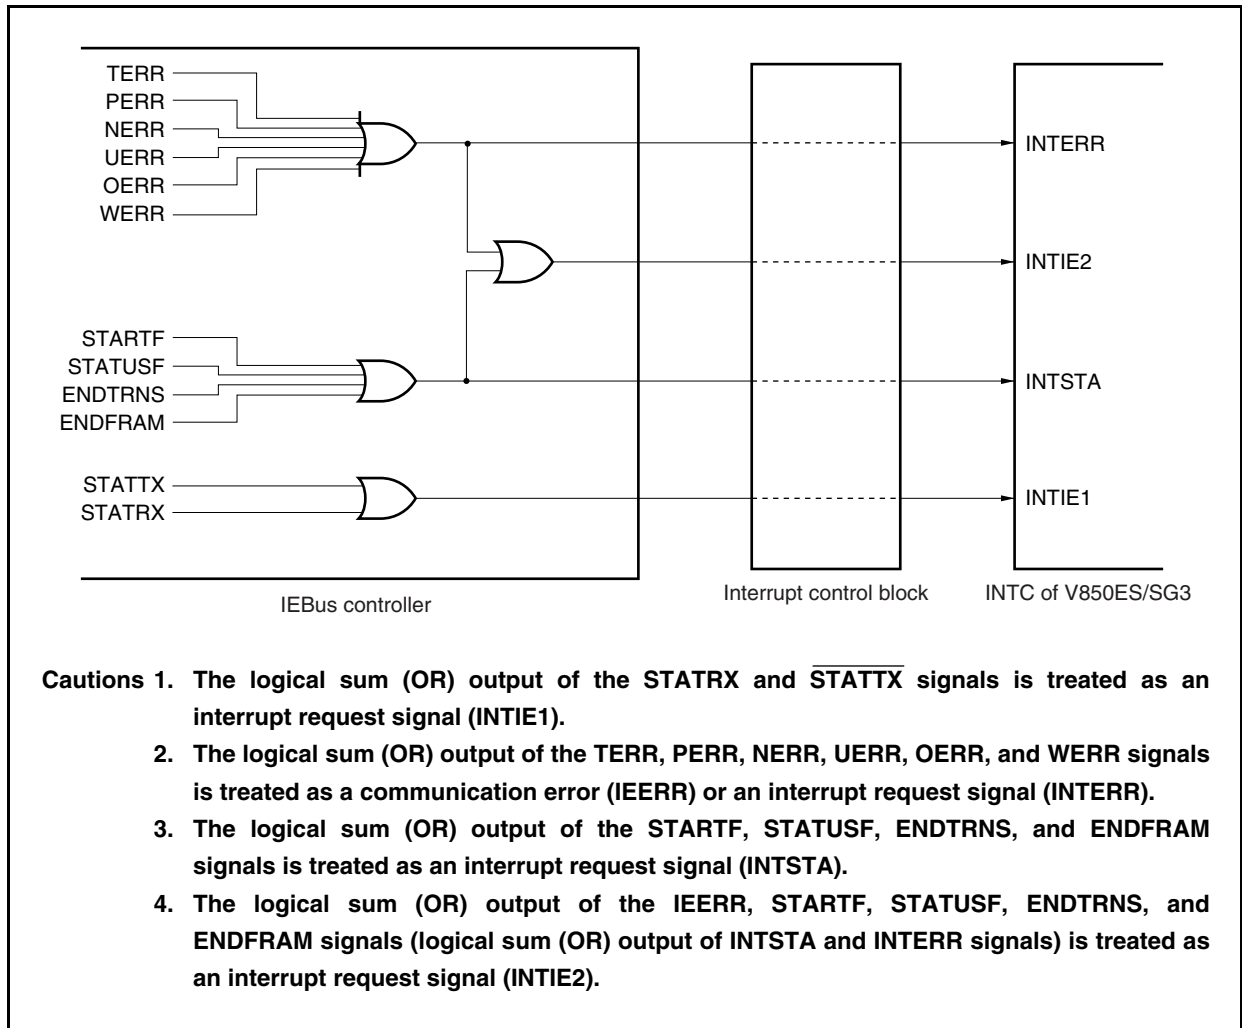 TERR
PERR
NERR
UERR
OERR
WERR
INTERR
INTIE2
STARTF
STATUSF
ENDTRNS
ENDFRAM
INTSTA
STATTX
STATRX
INTIE1
IEBus controller
Interrupt control block
INTC of V850ES/SG3
Cautions 1. The logical sum (OR) output of the STATRX and STATTX signals is treated as an
interrupt request signal (INTIE1).
2. The logical sum (OR) output of the TERR, PERR, NERR, UERR, OERR, and WERR signals
is treated as a communication error (IEERR) or an interrupt request signal (INTERR).
3. The logical sum (OR) output of the STARTF, STATUSF, ENDTRNS, and ENDFRAM
signals is treated as an interrupt request signal (INTSTA).
4. The logical sum (OR) output of the IEERR, STARTF, STATUSF, ENDTRNS, and
ENDFRAM signals (logical sum (OR) output of INTSTA and INTERR signals) is treated as
an interrupt request signal (INTIE2).